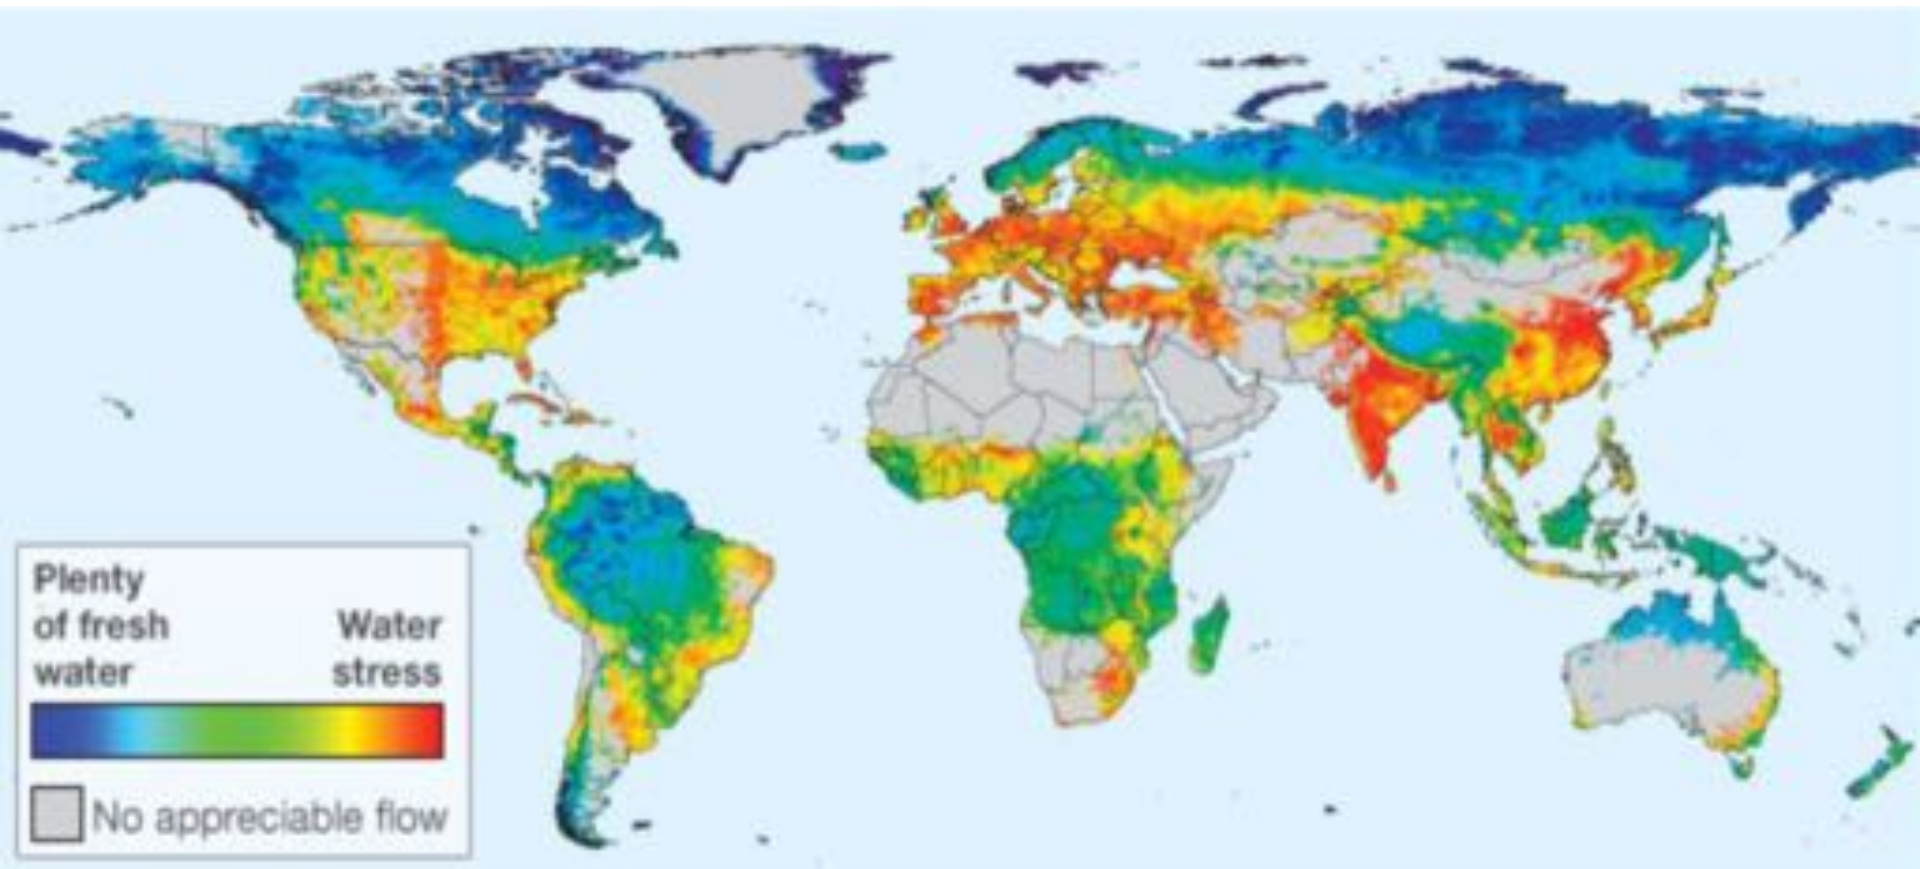 Plenty
of fresh
water
Water
stress
No appreciable flow